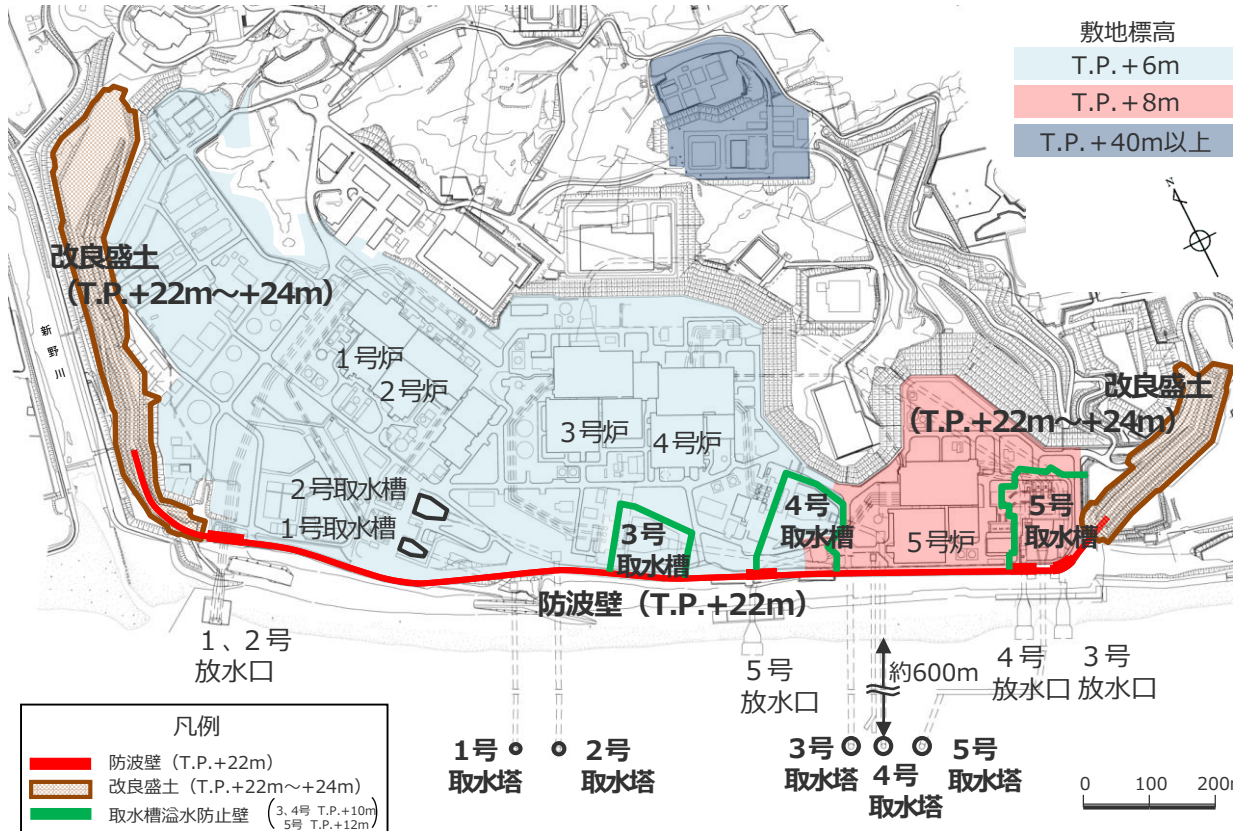 敷地標高
T.P.+6m
T.P.+8m
T.P.+40m以上
N
改良盛土
(T.P.+22m~+24m)
新野川
1号炉
2号炉
3号炉
4号炉
改良盛土
(T.P.+22m~+24m)
2号取水槽
1号取水槽
3号
取水槽
4号
取水槽
5号炉
5号
取水槽
防波壁(T.P.+22m)
1、2号
放水口
5号
放水口
約600m
4号
放水口
3号
放水口
1号
取水塔
2号
取水塔
3号
取水塔
4号
取水塔
5号
取水塔
凡例
防波壁(T.P.+22m)
改良盛土(T.P.+22m~+24m)
取水槽溢水防止壁
(3、4号 T.P.+10m
5号 T.P.+12m)
0 100 200m